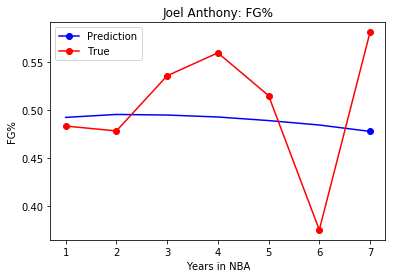 Joel Anthony: FG%
Prediction
True
FG%
0.55
0.50
0.45
0.40
1 2 3 4 5 6 7
Years in NBA